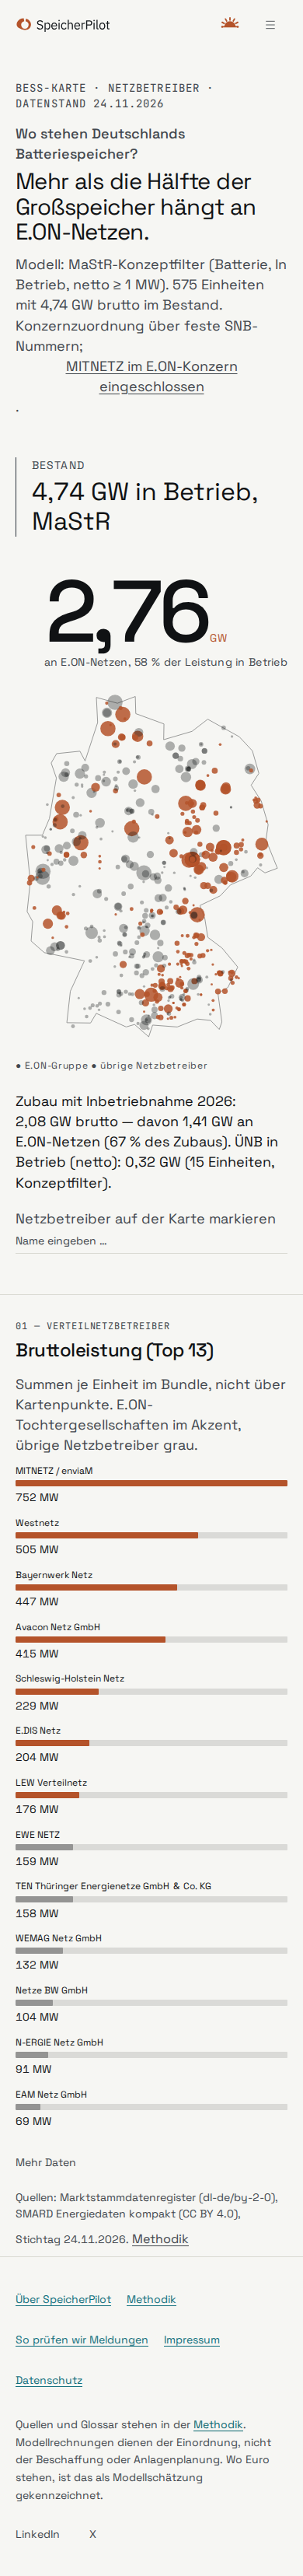 SpeicherPilot
BESS-KARTE · NETZBETREIBER ·
DATENSTAND 24.11.2026
Wo stehen Deutschlands
Batteriespeicher?
Mehr als die Hälfte der
Großspeicher hängt an
E.ON-Netzen.
Modell: MaStR-Konzeptfilter (Batterie, In
Betrieb, netto ≥ 1 MW). 575 Einheiten
mit 4,74 GW brutto im Bestand.
Konzernzuordnung über feste SNB-
Nummern;
MITNETZ im E.ON-Konzern
eingeschlossen
.
BESTAND
4,74 GW in Betrieb,
MaStR
2,76 GW
an E.ON-Netzen, 58 % der Leistung in Betrieb
● E.ON-Gruppe ● übrige Netzbetreiber
Zubau mit Inbetriebnahme 2026:
2,08 GW brutto — davon 1,41 GW an
E.ON-Netzen (67 % des Zubaus). ÜNB in
Betrieb (netto): 0,32 GW (15 Einheiten,
Konzeptfilter).
Netzbetreiber auf der Karte markieren
Name eingeben ...
01 — VERTEILNETZBETREIBER
Bruttoleistung (Top 13)
Summen je Einheit im Bundle, nicht über
Kartenpunkte. E.ON-
Tochtergesellschaften im Akzent,
übrige Netzbetreiber grau.
MITNETZ / enviaM
752 MW
Westnetz
505 MW
Bayernwerk Netz
447 MW
Avacon Netz GmbH
415 MW
Schleswig-Holstein Netz
229 MW
E.DIS Netz
204 MW
LEW Verteilnetz
176 MW
EWE NETZ
159 MW
TEN Thüringer Energienetze GmbH & Co. KG
158 MW
WEMAG Netz GmbH
132 MW
Netze BW GmbH
104 MW
N-ERGIE Netz GmbH
91 MW
EAM Netz GmbH
69 MW
Mehr Daten
Quellen: Marktstammdatenregister (dl-de/by-2-0),
SMARD Energiedaten kompakt (CC BY 4.0),
Stichtag 24.11.2026. Methodik
Über SpeicherPilot Methodik
So prüfen wir Meldungen Impressum
Datenschutz
Quellen und Glossar stehen in der Methodik.
Modellrechnungen dienen der Einordnung, nicht
der Beschaffung oder Anlagenplanung. Wo Euro
stehen, ist das als Modellschätzung
gekennzeichnet.
LinkedIn X